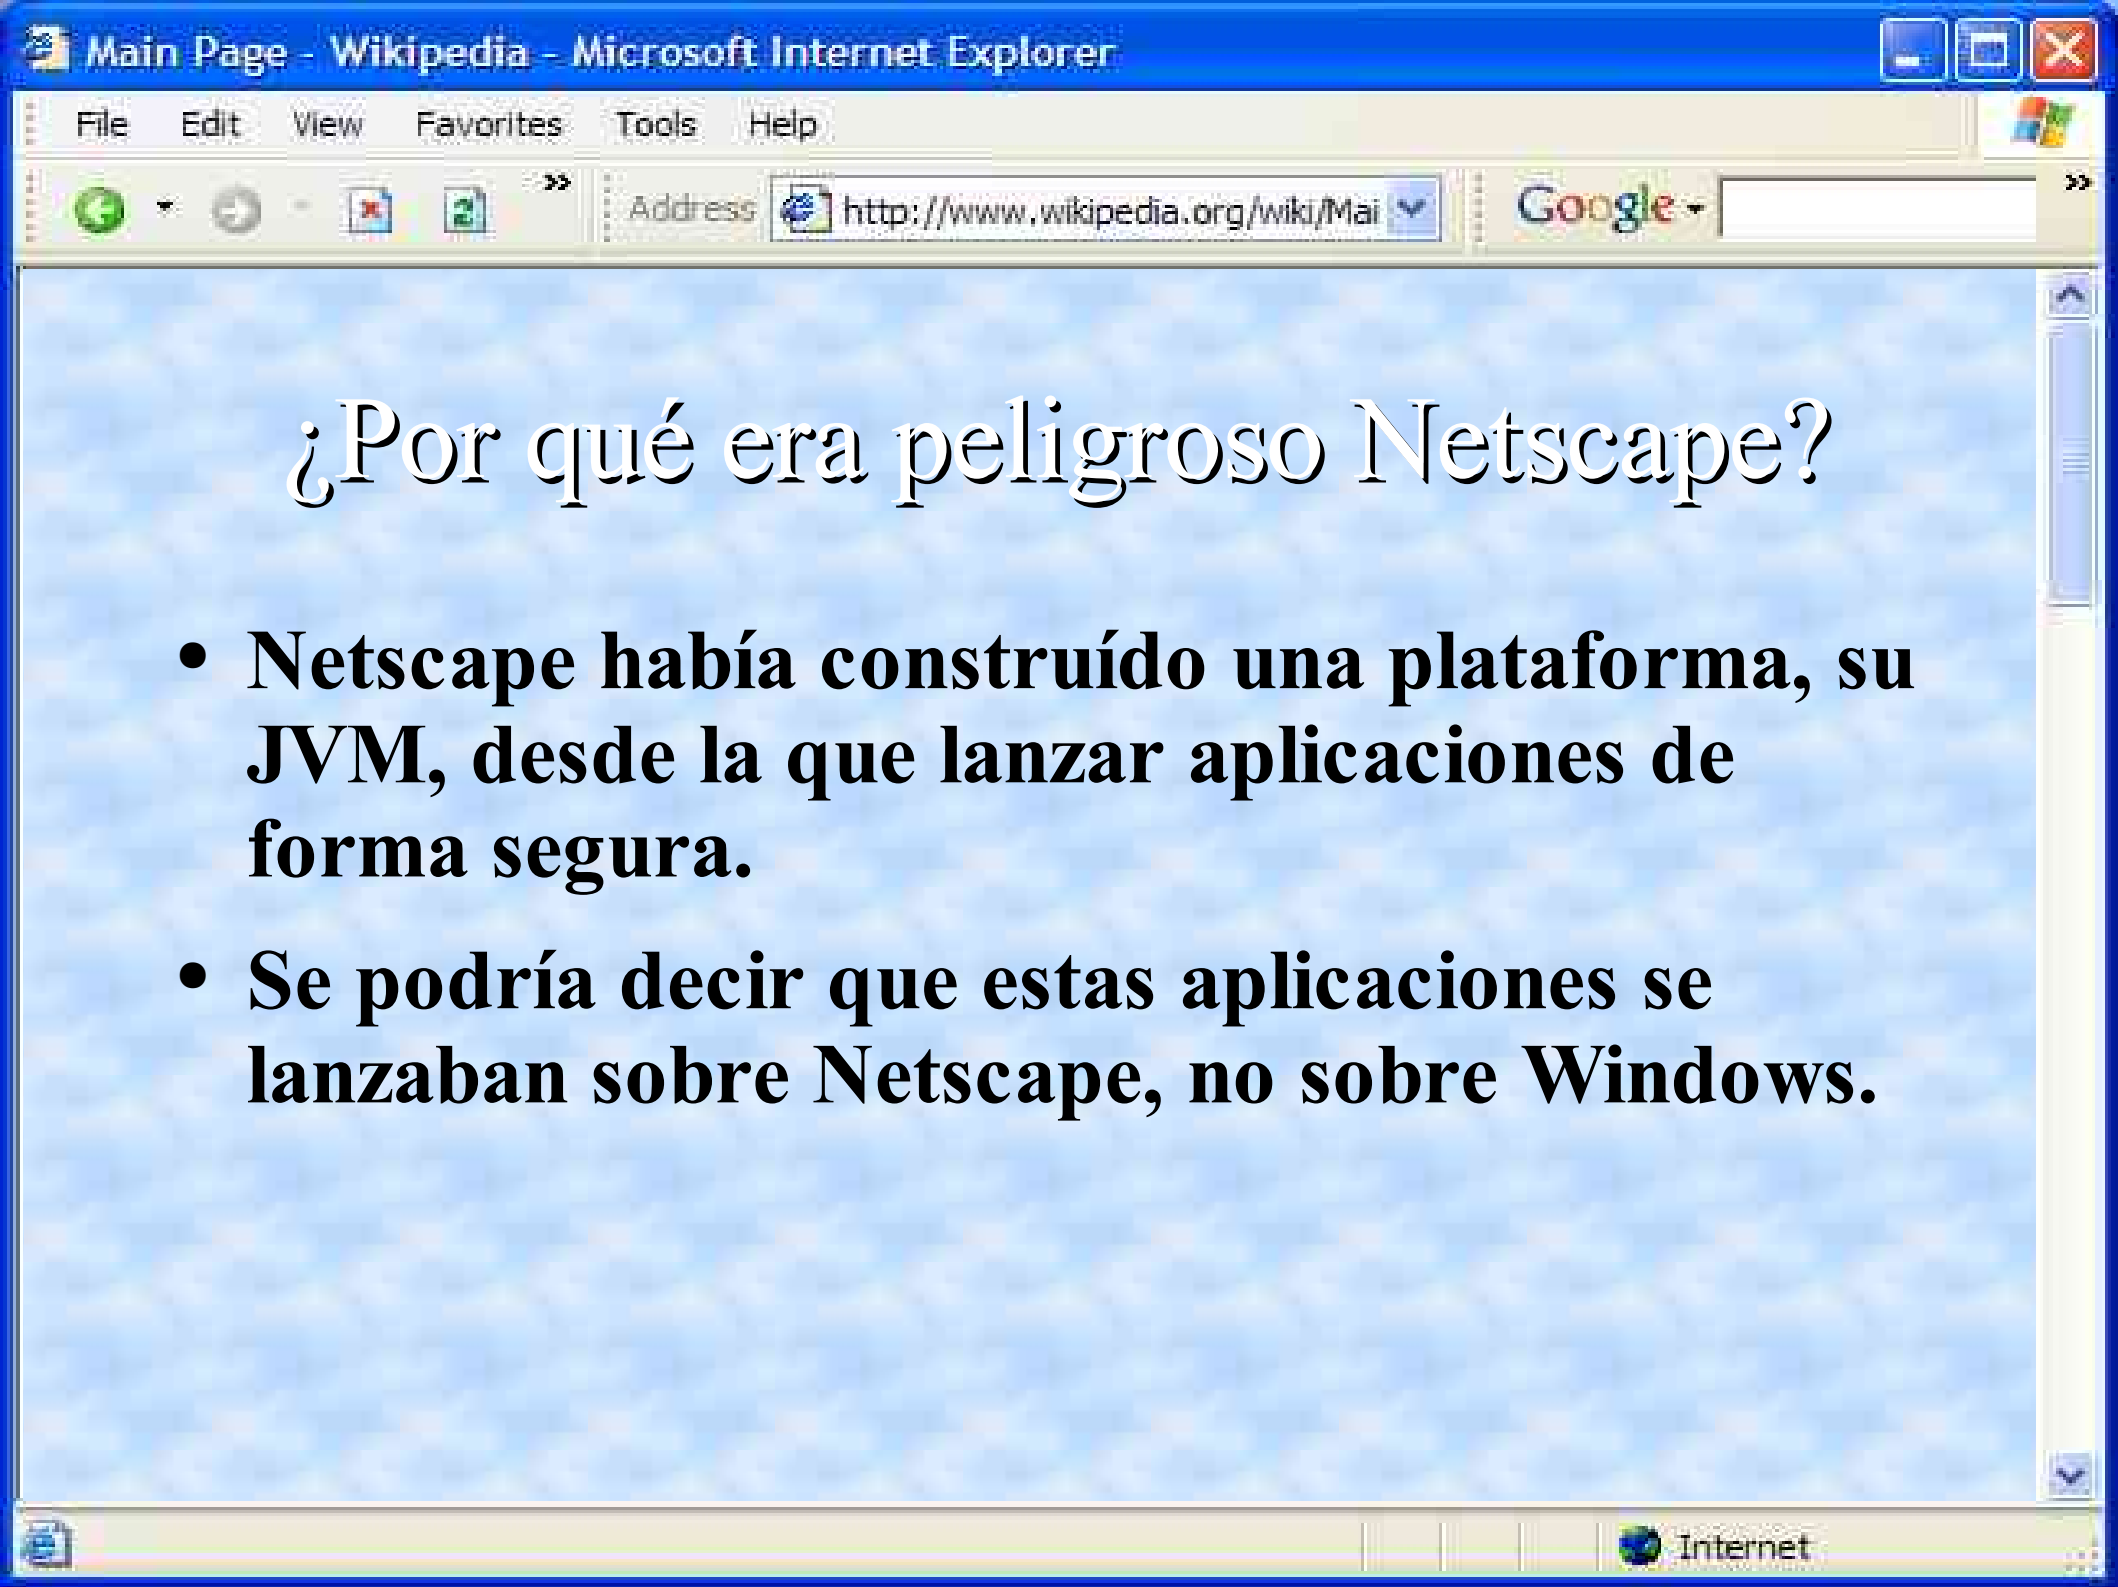 Main Page - Wikipedia - Microsoft Internet Explorer
File Edit View Favorites Tools Help
Address http://www.wikipedia.org/wiki/Mai Google
¿Por qué era peligroso Netscape?
• Netscape había construído una plataforma, su
JVM, desde la que lanzar aplicaciones de
forma segura.
• Se podría decir que estas aplicaciones se
lanzaban sobre Netscape, no sobre Windows.
Internet